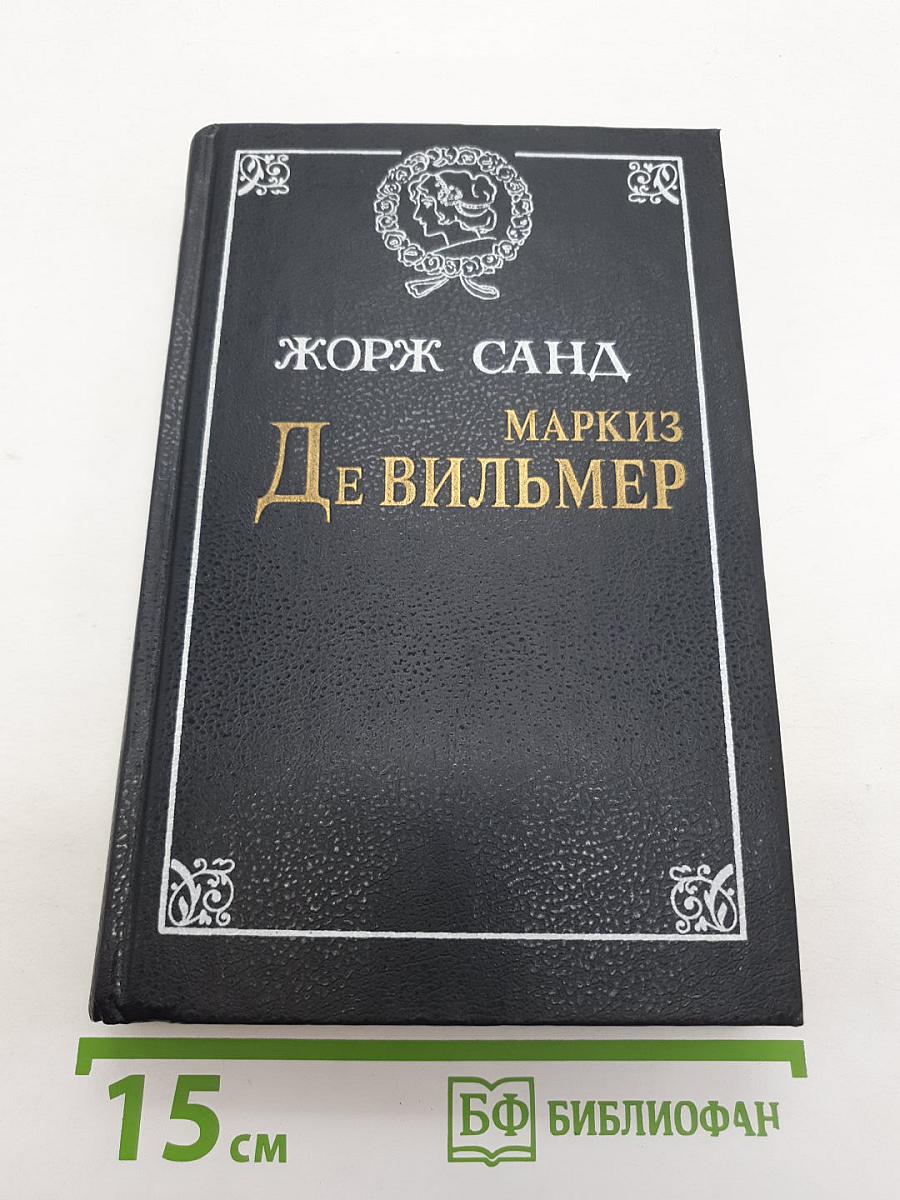 ЖОРЖ САНД
МАРКИЗ
ДЕ ВИЛЬМЕР
15 см
БФ БИБЛИОФАН